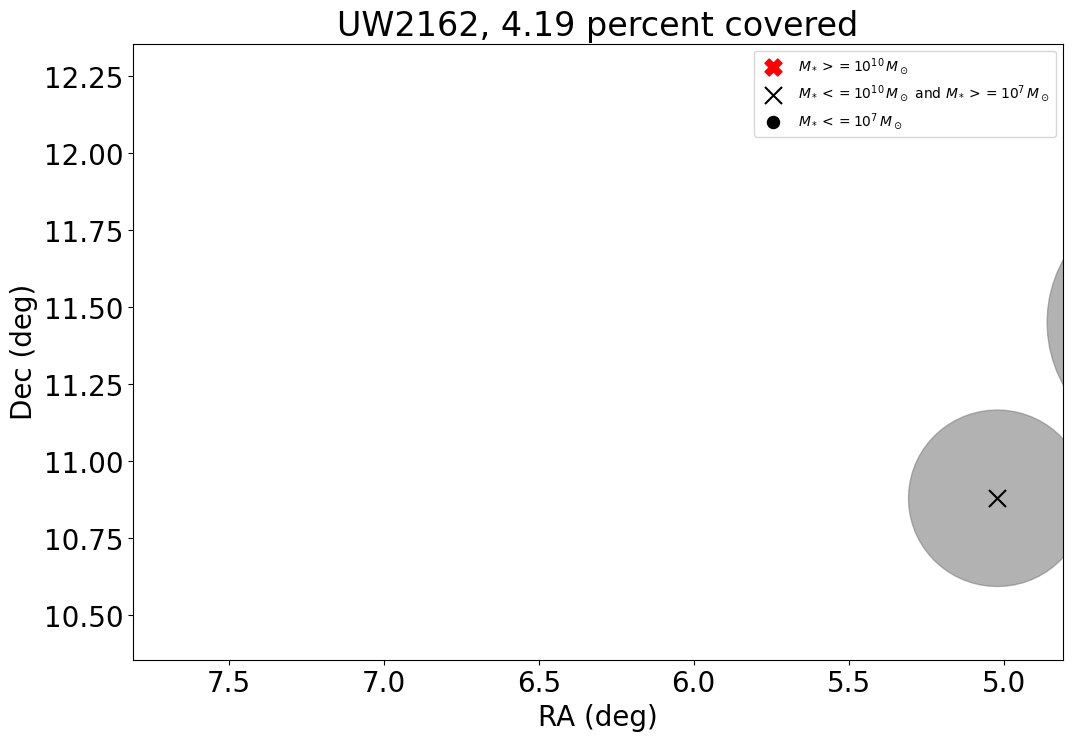 UW2162, 4.19 percent covered
M* >= 10^10 M⊙
M* <= 10^10 M⊙ and M* >= 10^7 M⊙
M* <= 10^7 M⊙
12.25
12.00
11.75
11.50
11.25
11.00
10.75
10.50
Dec (deg)
7.5 7.0 6.5 6.0 5.5 5.0
RA (deg)